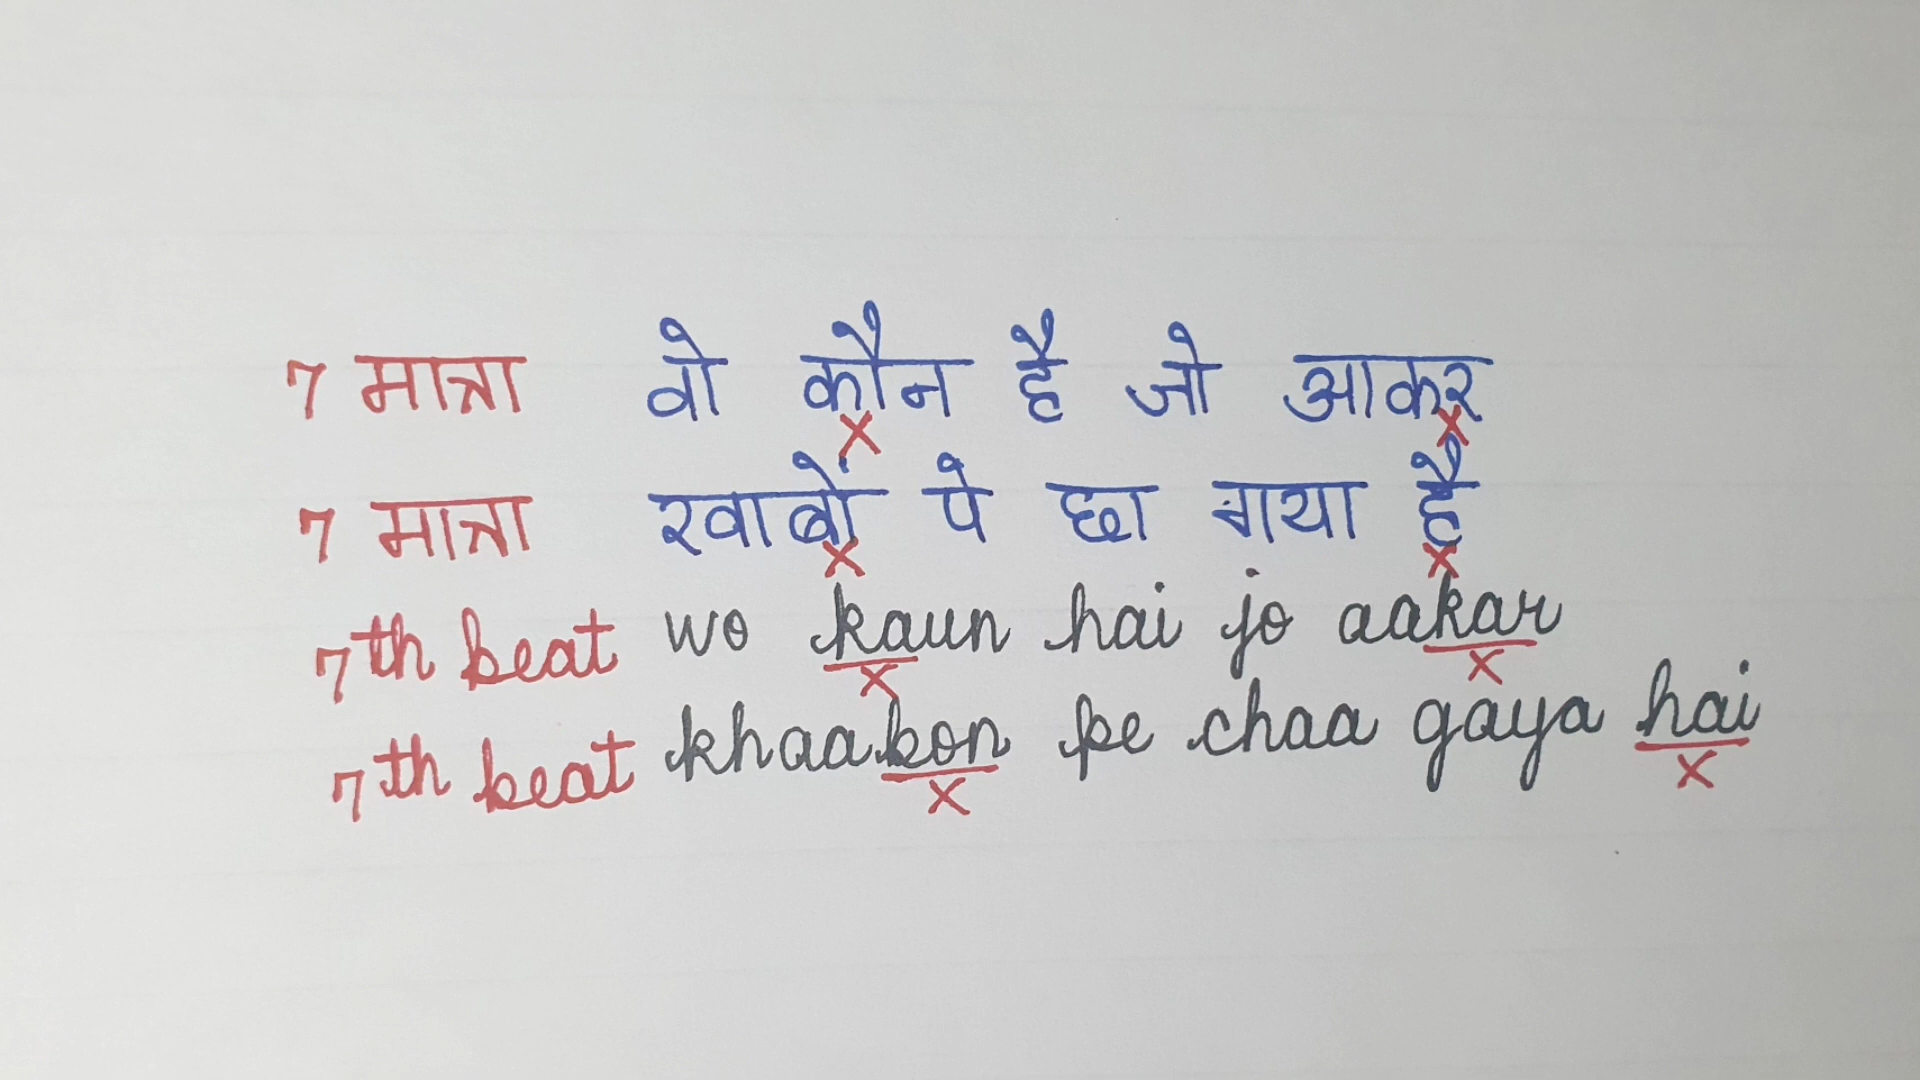 7 मात्रा वो कौन है जो आकर
x x
7 मात्रा ख्वाबों पे छा गया है
x x
7th beat wo kaun hai jo aakar
x x
7th beat khaabon pe chaa gaya hai
x x